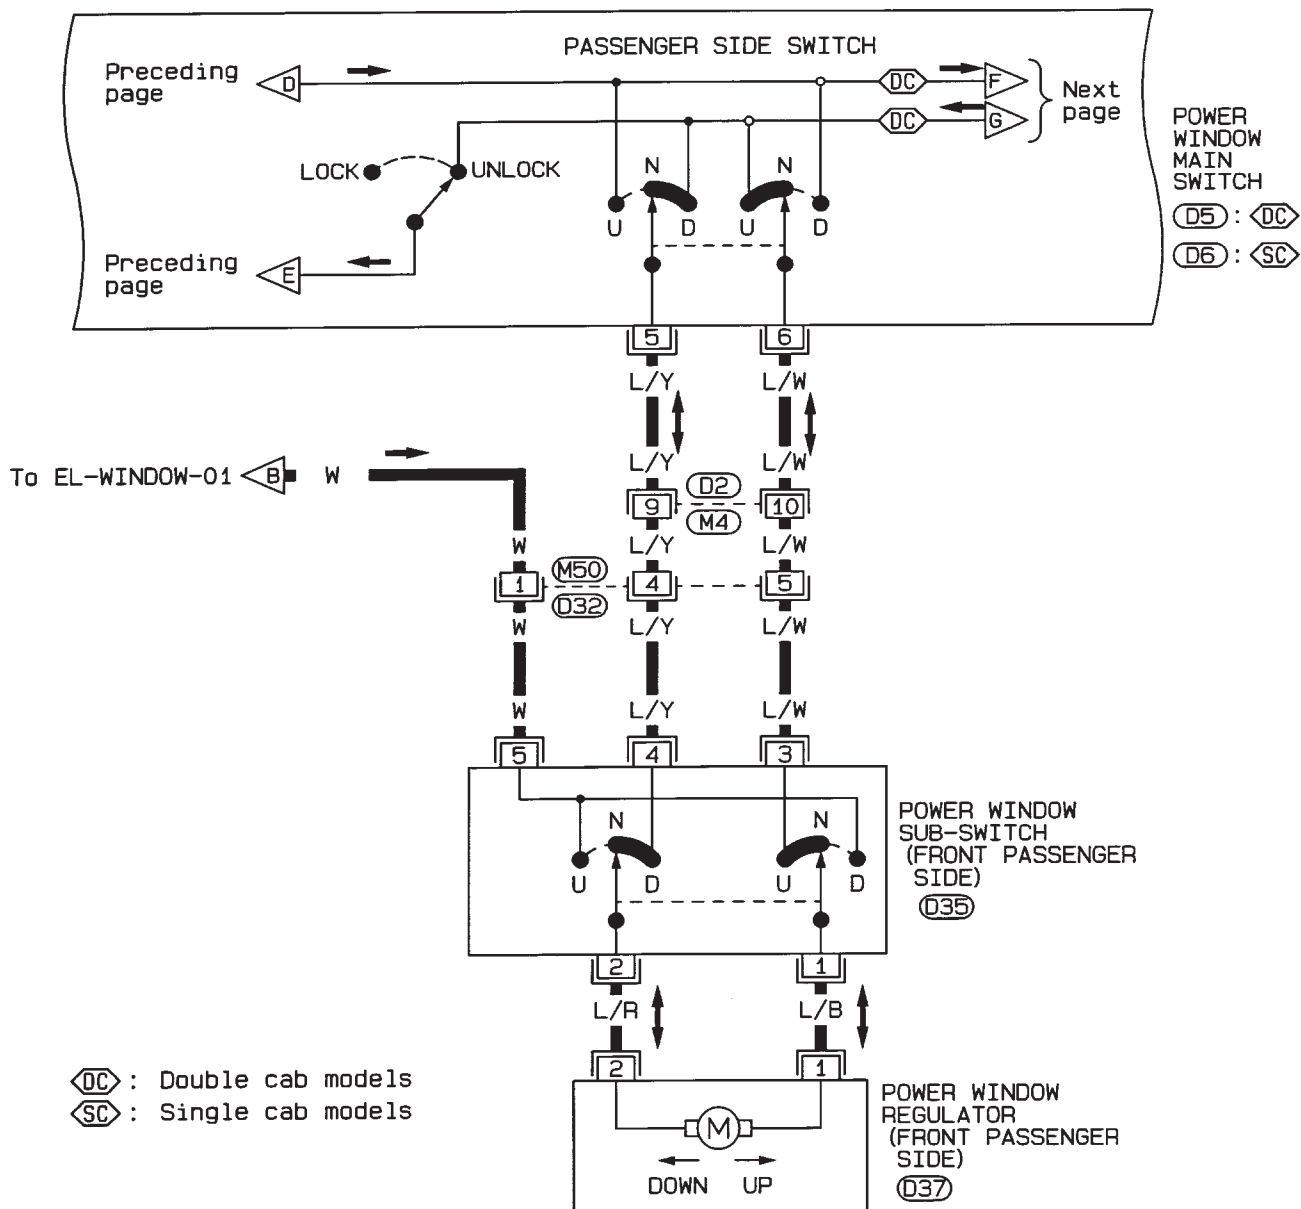 PASSENGER SIDE SWITCH
Preceding
page
D
DC
F
DC
G
Next
page
POWER
WINDOW
MAIN
SWITCH
D5 : DC
D6 : SC
LOCK
UNLOCK
N
N
U
D
U
D
Preceding
page
E
5
6
L/Y
L/W
To EL-WINDOW-01
B
W
L/Y
L/W
9
D2
M4
10
W
L/Y
L/W
1
M50
D32
4
5
W
L/Y
L/W
W
L/Y
L/W
5
4
3
N
N
U
D
U
D
POWER WINDOW
SUB-SWITCH
(FRONT PASSENGER
SIDE)
D35
2
1
L/R
L/B
2
1
DC : Double cab models
SC : Single cab models
M
DOWN
UP
POWER WINDOW
REGULATOR
(FRONT PASSENGER
SIDE)
D37